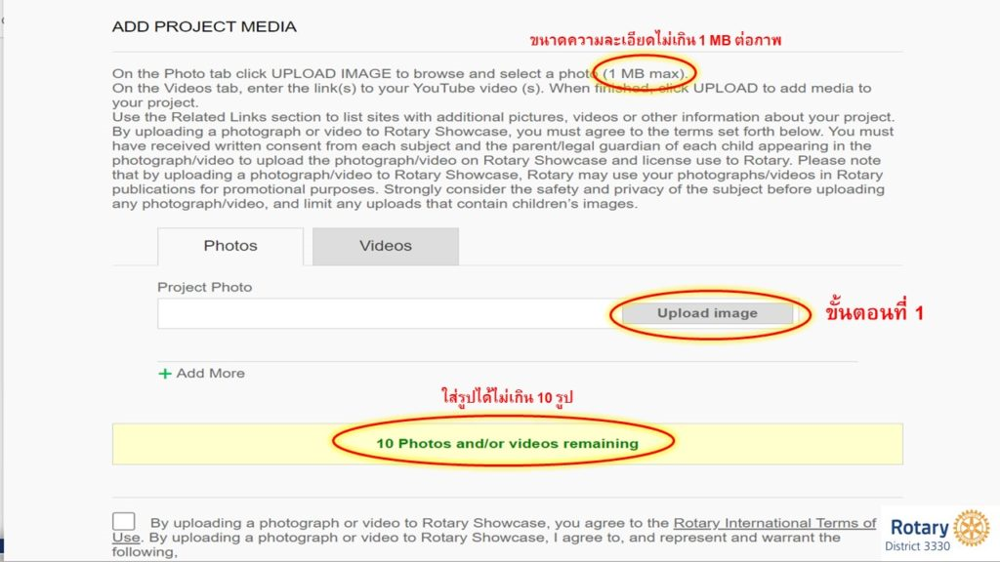 ADD PROJECT MEDIA
ขนาดความละเอียดไม่เกิน 1 MB ต่อภาพ
On the Photo tab click UPLOAD IMAGE to browse and select a photo (1 MB max).
On the Videos tab, enter the link(s) to your YouTube video (s). When finished, click UPLOAD to add media to
your project.
Use the Related Links section to list sites with additional pictures, videos or other information about your project.
By uploading a photograph or video to Rotary Showcase, you must agree to the terms set forth below. You must
have received written consent from each subject and the parent/legal guardian of each child appearing in the
photograph/video to upload the photograph/video on Rotary Showcase and license use to Rotary. Please note
that by uploading a photograph/video to Rotary Showcase, Rotary may use your photographs/videos in Rotary
publications for promotional purposes. Strongly consider the safety and privacy of the subject before uploading
any photograph/video, and limit any uploads that contain children's images.
Photos Videos
Project Photo
Upload image ขั้นตอนที่ 1
+ Add More
ใส่รูปได้ไม่เกิน 10 รูป
10 Photos and/or videos remaining
By uploading a photograph or video to Rotary Showcase, you agree to the Rotary International Terms of
Use. By uploading a photograph or video to Rotary Showcase, I agree to, and represent and warrant the
following,
Rotary
District 3330